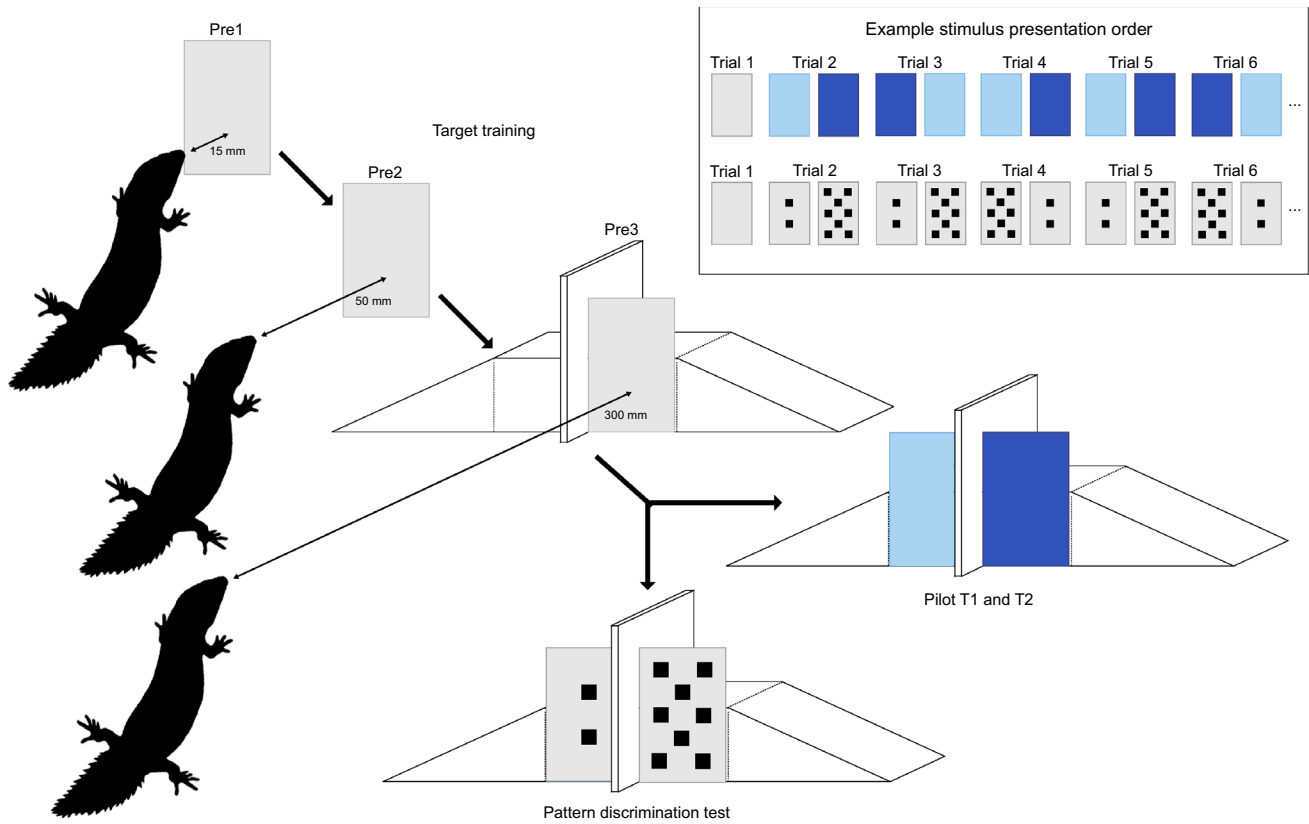 Pre1
15 mm
Target training
Pre2
50 mm
Pre3
300 mm
Example stimulus presentation order
Trial 1 Trial 2 Trial 3 Trial 4 Trial 5 Trial 6
...
Trial 1 Trial 2 Trial 3 Trial 4 Trial 5 Trial 6
...
Pilot T1 and T2
Pattern discrimination test